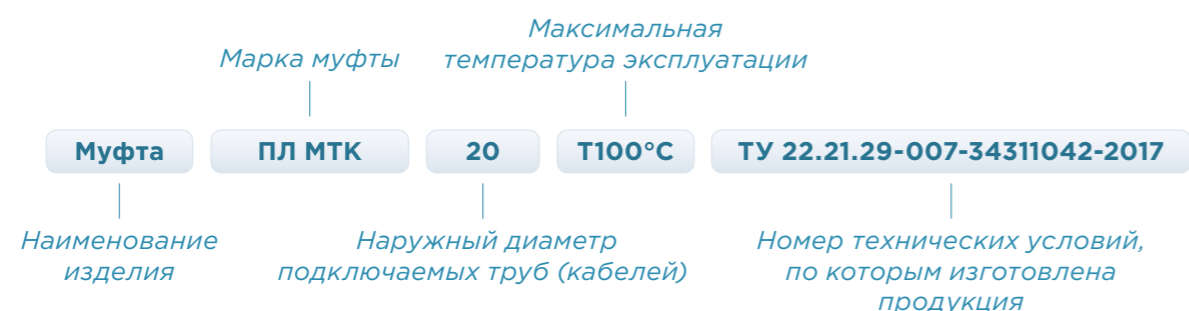 Максимальная
Марка муфты температура эксплуатации
Муфта ПЛ МТК 20 Т100°С ТУ 22.21.29-007-34311042-2017
Наименование Наружный диаметр Номер технических условий,
изделия подключаемых труб (кабелей) по которым изготовлена
продукция